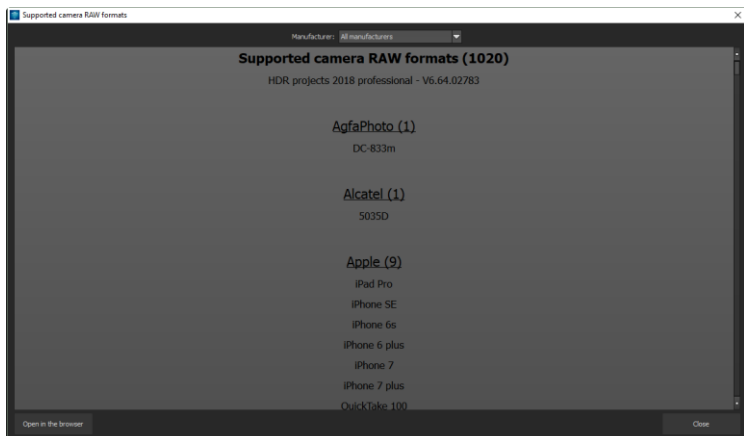 Supported camera RAW formats
Manufacturer: All manufacturers
Supported camera RAW formats (1020)
HDR projects 2018 professional - V6.64.02783
AgfaPhoto (1)
DC-833m
Alcatel (1)
5035D
Apple (9)
iPad Pro
iPhone SE
iPhone 6s
iPhone 6 plus
iPhone 7
iPhone 7 plus
QuickTake 100
Open in the browser
Close